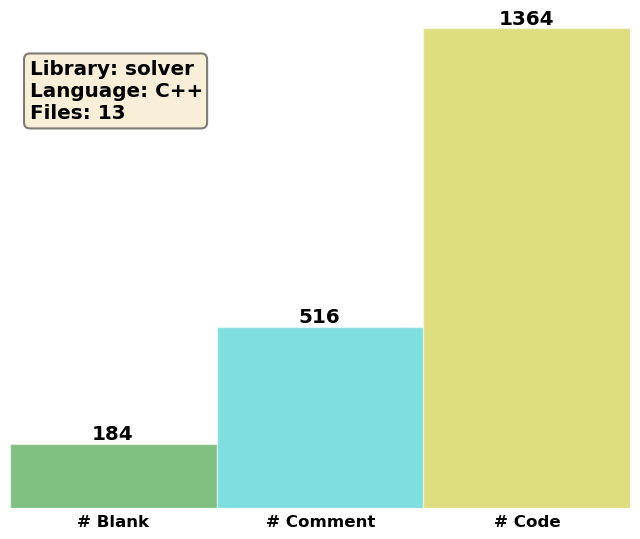 1364
Library: solver
Language: C++
Files: 13
516
184
# Blank
# Comment
# Code